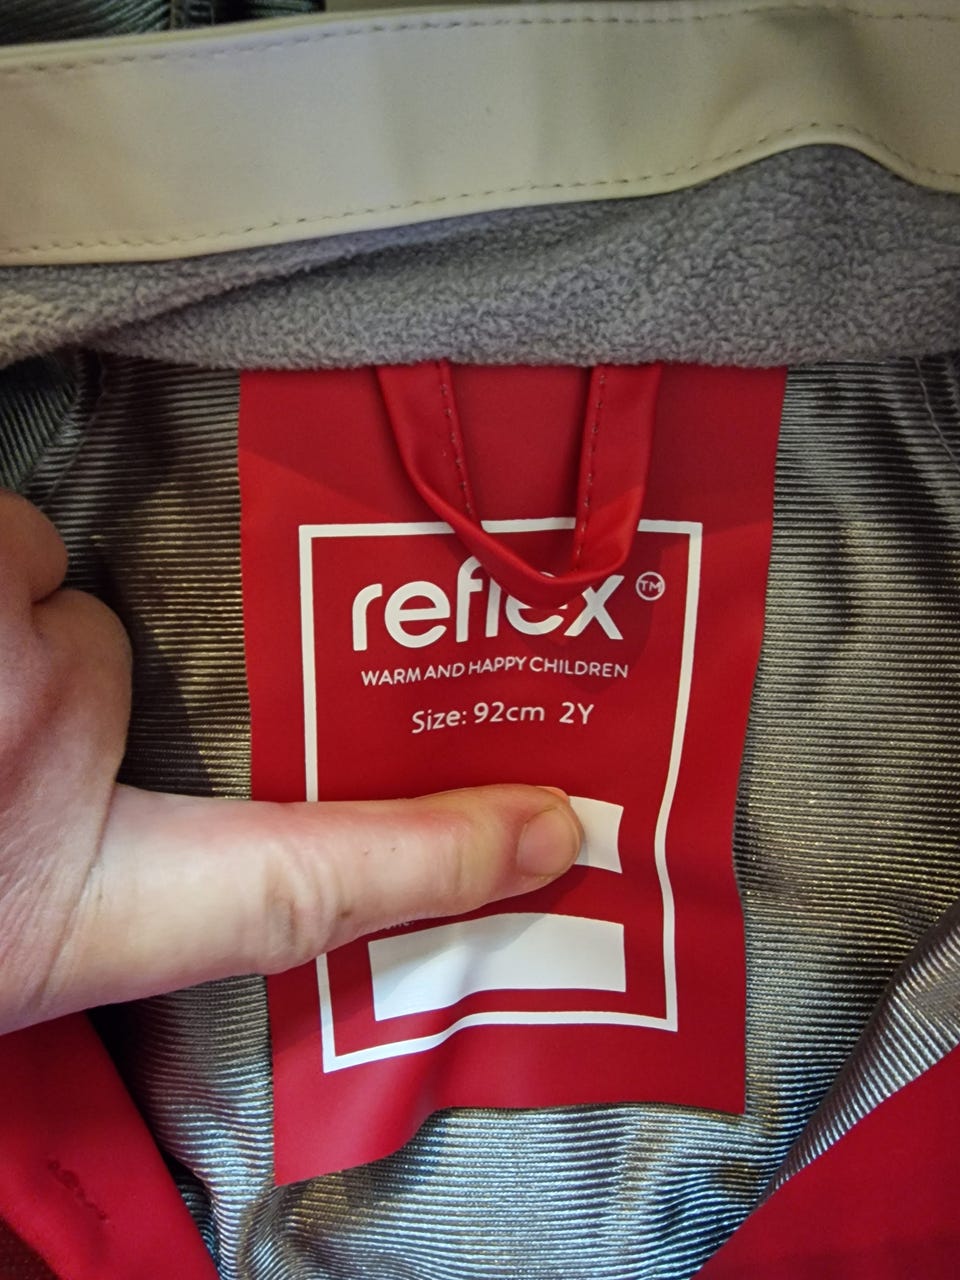 reflex™
WARM AND HAPPY CHILDREN
Size: 92cm 2Y